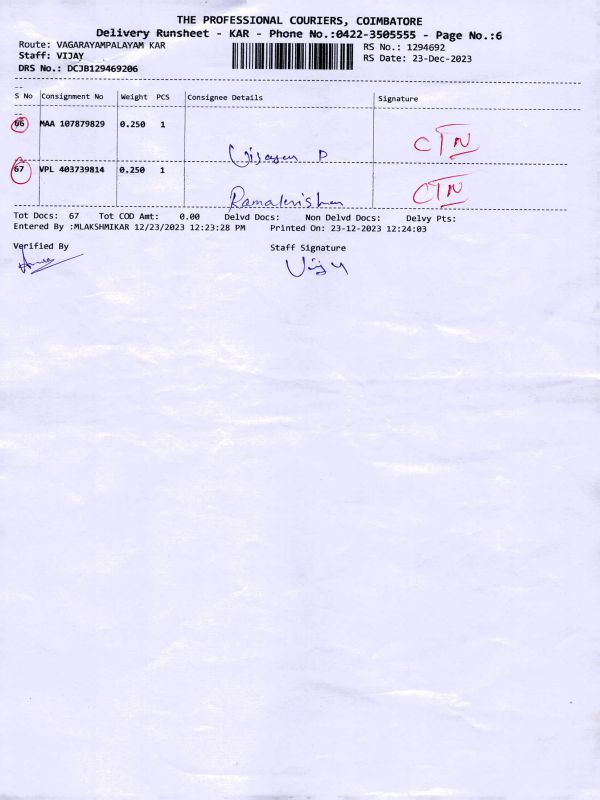 THE PROFESSIONAL COURIERS, COIMBATORE
Delivery Runsheet - KAR - Phone No.:0422-3505555 - Page No.:6
Route: VAGARAYAMPALAYAM KAR
RS No.: 1294692
Staff: VIJAY
RS Date: 23-Dec-2023
DRS No.: DCJB129469206
S No Consignment No Weight PCS Consignee Details Signature
66 MAA 107879829 0.250 1
Vijayan P CTN
67 VPL 403739814 0.250 1
Ramakrishnan CTN
Tot Docs: 67 Tot COD Amt: 0.00 Delvd Docs: Non Delvd Docs: Delvy Pts:
Entered By :MLAKSHMIKAR 12/23/2023 12:23:28 PM Printed On: 23-12-2023 12:24:03
Verified By Staff Signature
Vijay